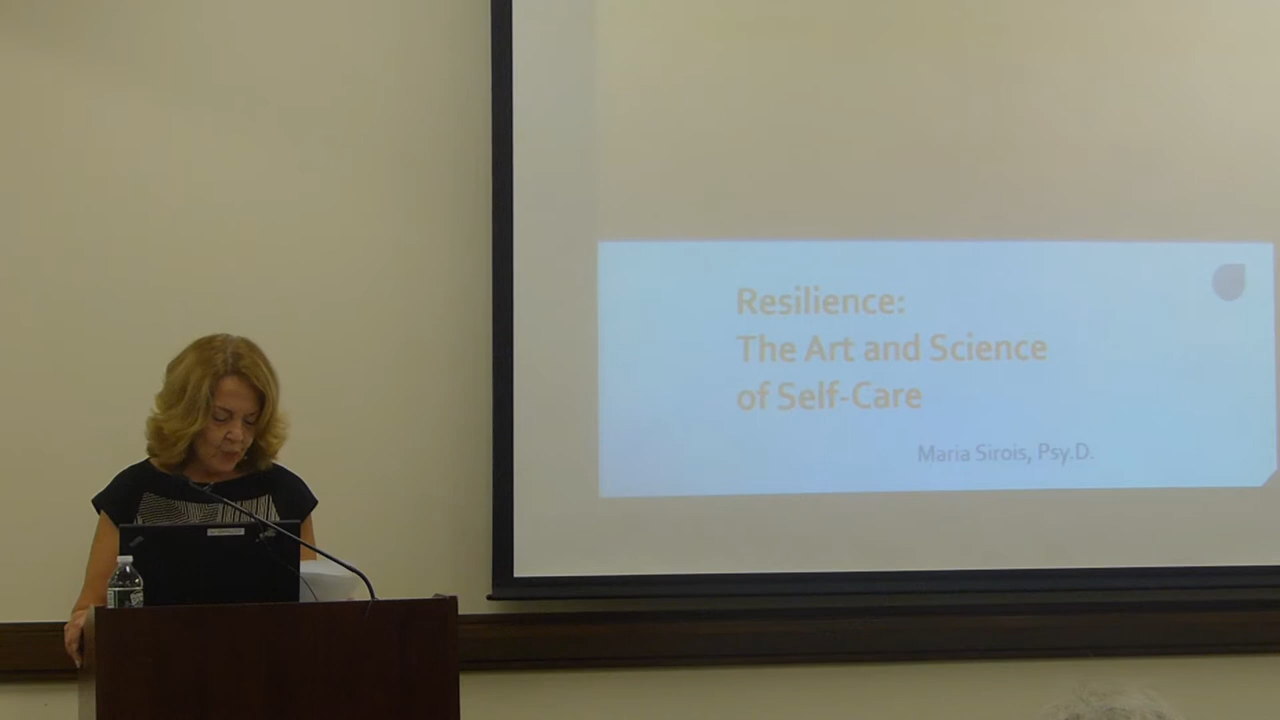 Resilience:
The Art and Science
of Self-Care
Maria Sirois, Psy.D.